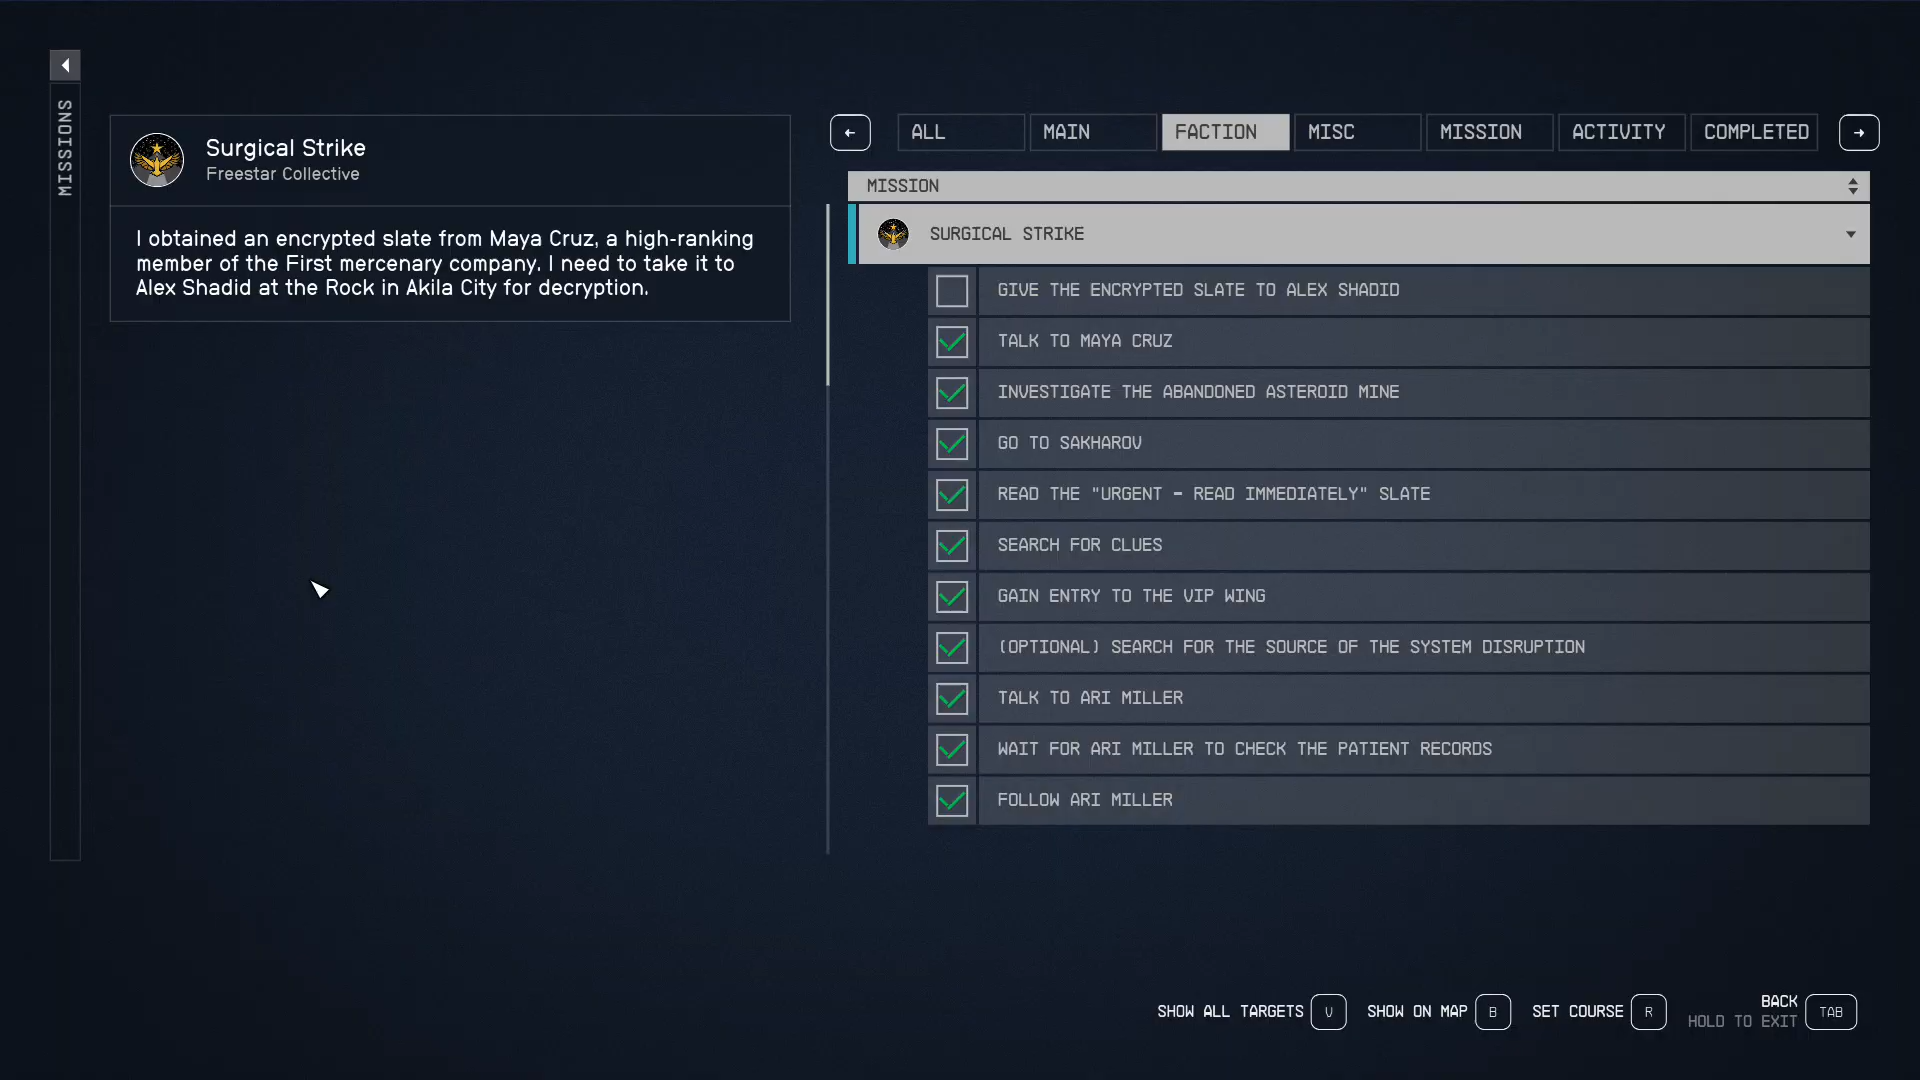 MISSIONS
Surgical Strike
Freestar Collective
I obtained an encrypted slate from Maya Cruz, a high-ranking
member of the First mercenary company. I need to take it to
Alex Shadid at the Rock in Akila City for decryption.
ALL MAIN FACTION MISC MISSION ACTIVITY COMPLETED
MISSION
SURGICAL STRIKE
GIVE THE ENCRYPTED SLATE TO ALEX SHADID
TALK TO MAYA CRUZ
INVESTIGATE THE ABANDONED ASTEROID MINE
GO TO SAKHAROV
READ THE "URGENT - READ IMMEDIATELY" SLATE
SEARCH FOR CLUES
GAIN ENTRY TO THE VIP WING
(OPTIONAL) SEARCH FOR THE SOURCE OF THE SYSTEM DISRUPTION
TALK TO ARI MILLER
WAIT FOR ARI MILLER TO CHECK THE PATIENT RECORDS
FOLLOW ARI MILLER
SHOW ALL TARGETS V SHOW ON MAP B SET COURSE R BACK TAB
HOLD TO EXIT